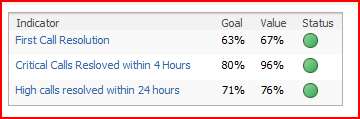 Indicator Goal Value Status
First Call Resolution 63% 67%
Critical Calls Resloved within 4 Hours 80% 96%
High calls resolved within 24 hours 71% 76%